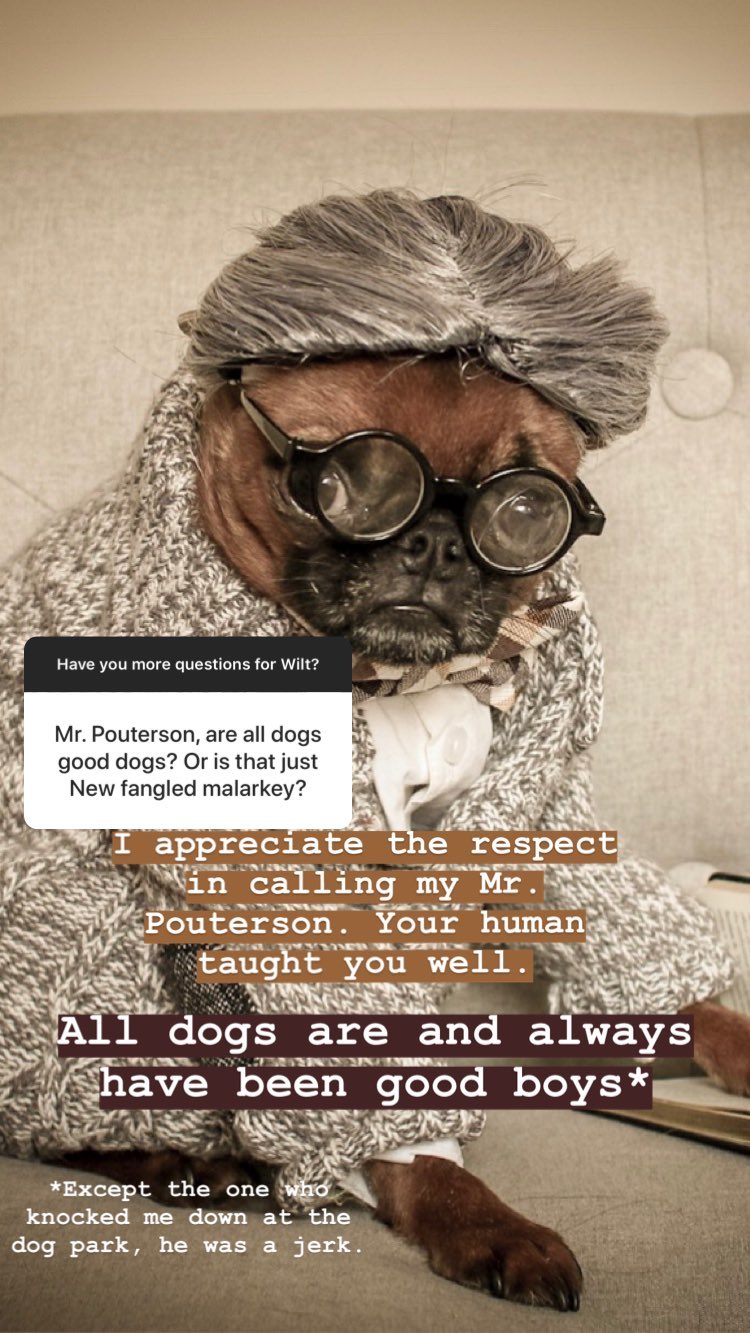 Have you more questions for Wilt?
Mr. Pouterson, are all dogs
good dogs? Or is that just
New fangled malarkey?
I appreciate the respect
in calling my Mr.
Pouterson. Your human
taught you well.
All dogs are and always
have been good boys*
*Except the one who
knocked me down at the
dog park, he was a jerk.